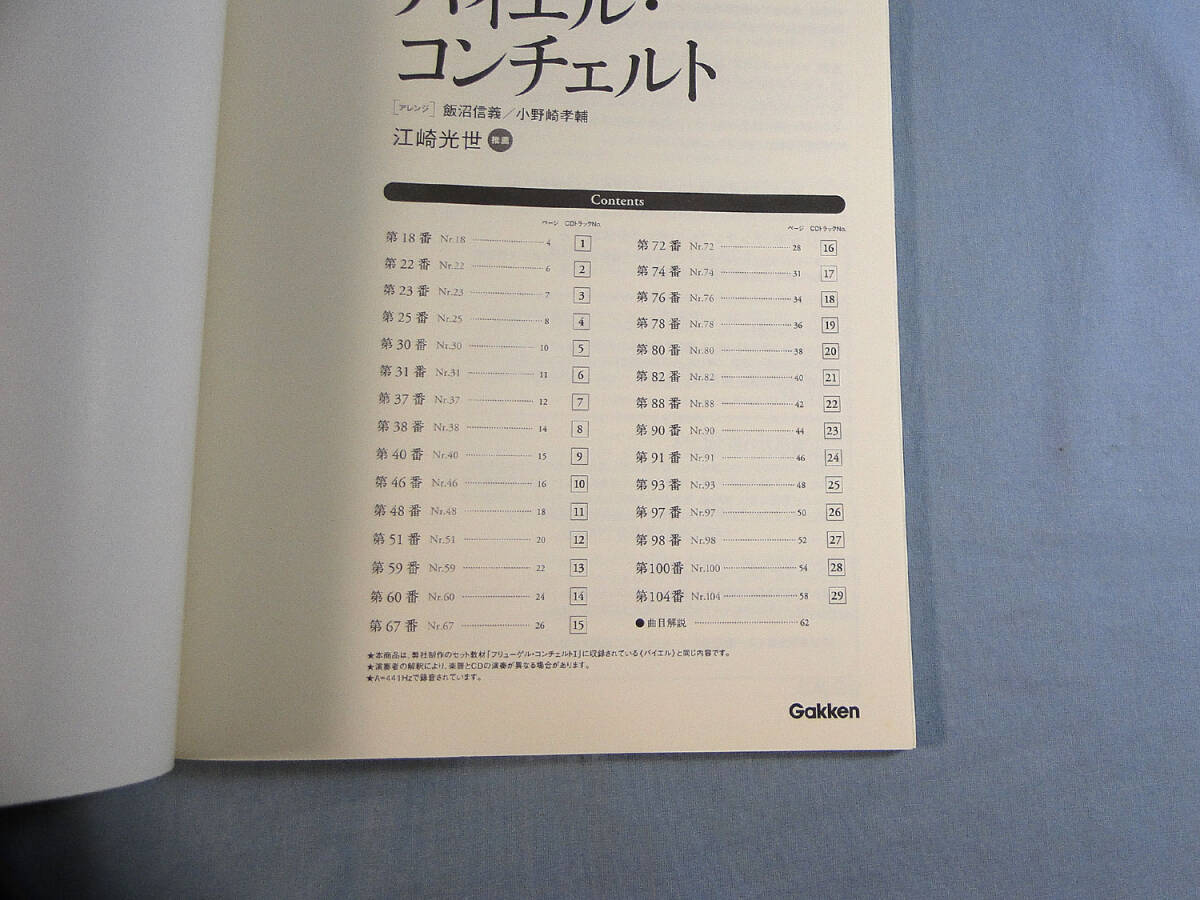 バイエル・
コンチェルト
[アレンジ] 飯沼信義／小野崎孝輔
江崎光世 推薦
Contents
ページ CDトラックNo.
第18番 Nr.18 4 1
第22番 Nr.22 6 2
第23番 Nr.23 7 3
第25番 Nr.25 8 4
第30番 Nr.30 10 5
第31番 Nr.31 11 6
第37番 Nr.37 12 7
第38番 Nr.38 14 8
第40番 Nr.40 15 9
第46番 Nr.46 16 10
第48番 Nr.48 18 11
第51番 Nr.51 20 12
第59番 Nr.59 22 13
第60番 Nr.60 24 14
第67番 Nr.67 26 15
ページ CDトラックNo.
第72番 Nr.72 28 16
第74番 Nr.74 31 17
第76番 Nr.76 34 18
第78番 Nr.78 36 19
第80番 Nr.80 38 20
第82番 Nr.82 40 21
第88番 Nr.88 42 22
第90番 Nr.90 44 23
第91番 Nr.91 46 24
第93番 Nr.93 48 25
第97番 Nr.97 50 26
第98番 Nr.98 52 27
第100番 Nr.100 54 28
第104番 Nr.104 58 29
●曲目解説 62
★本商品は、弊社制作のセット教材「フリューゲル・コンチェルトI」に収録されている《バイエル》と同じ内容です。
★演奏者の解釈により、楽譜とCDの演奏が異なる場合があります。
★A=441Hzで録音されています。
Gakken